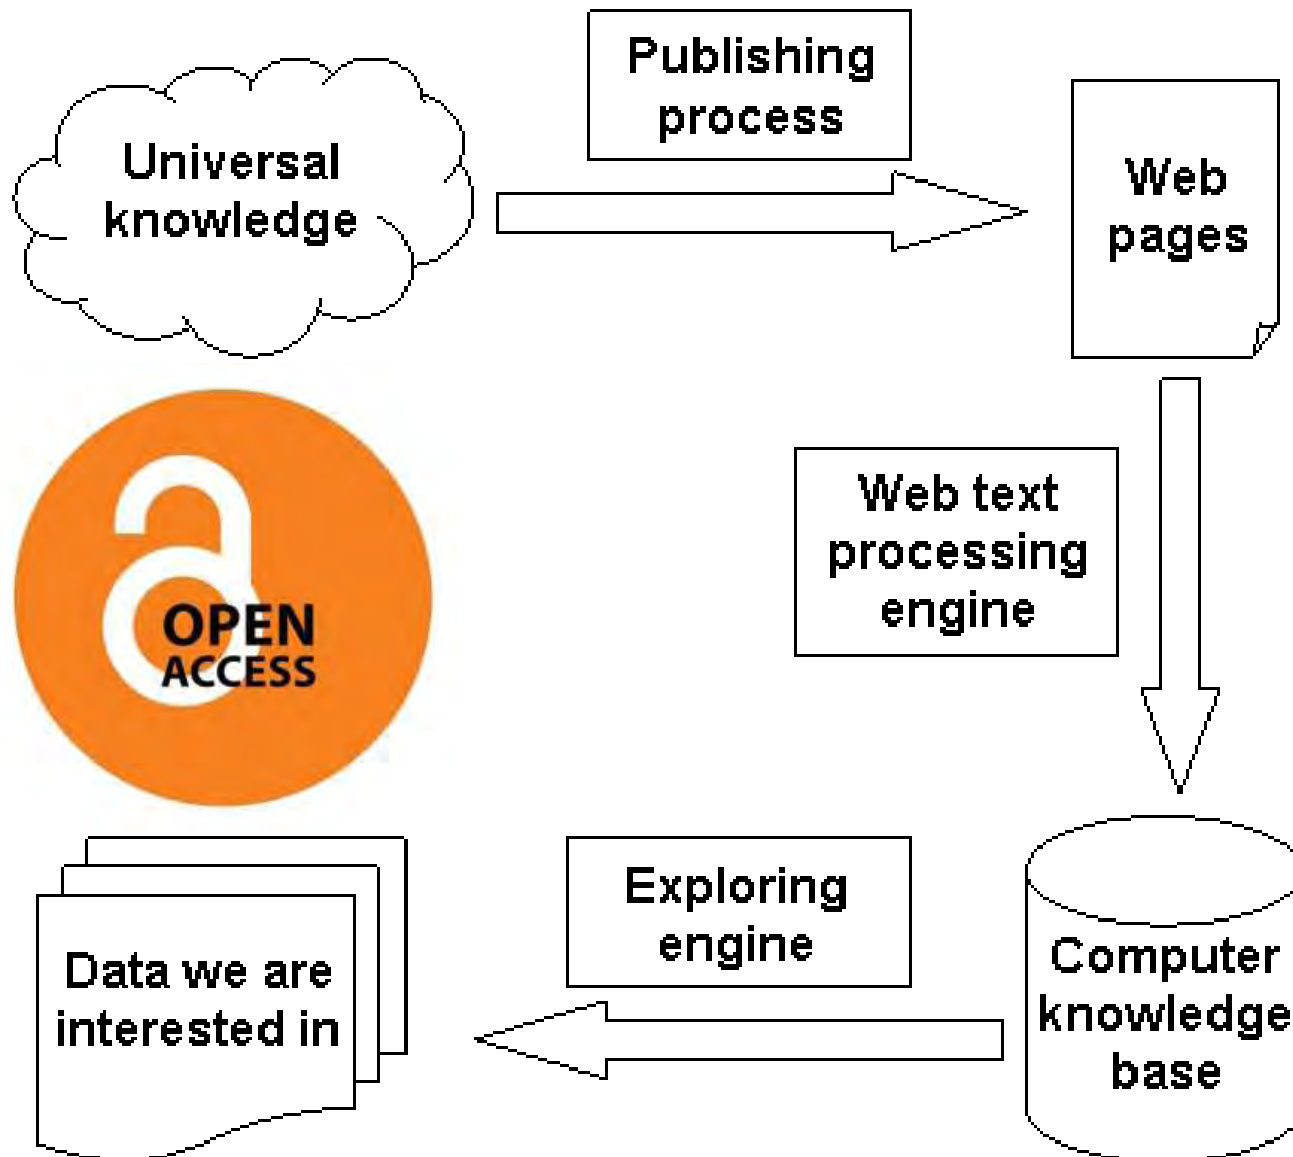 Publishing
process
Universal
knowledge
Web
pages
Web text
processing
engine
OPEN
ACCESS
Exploring
engine
Data we are
interested in
Computer
knowledge
base